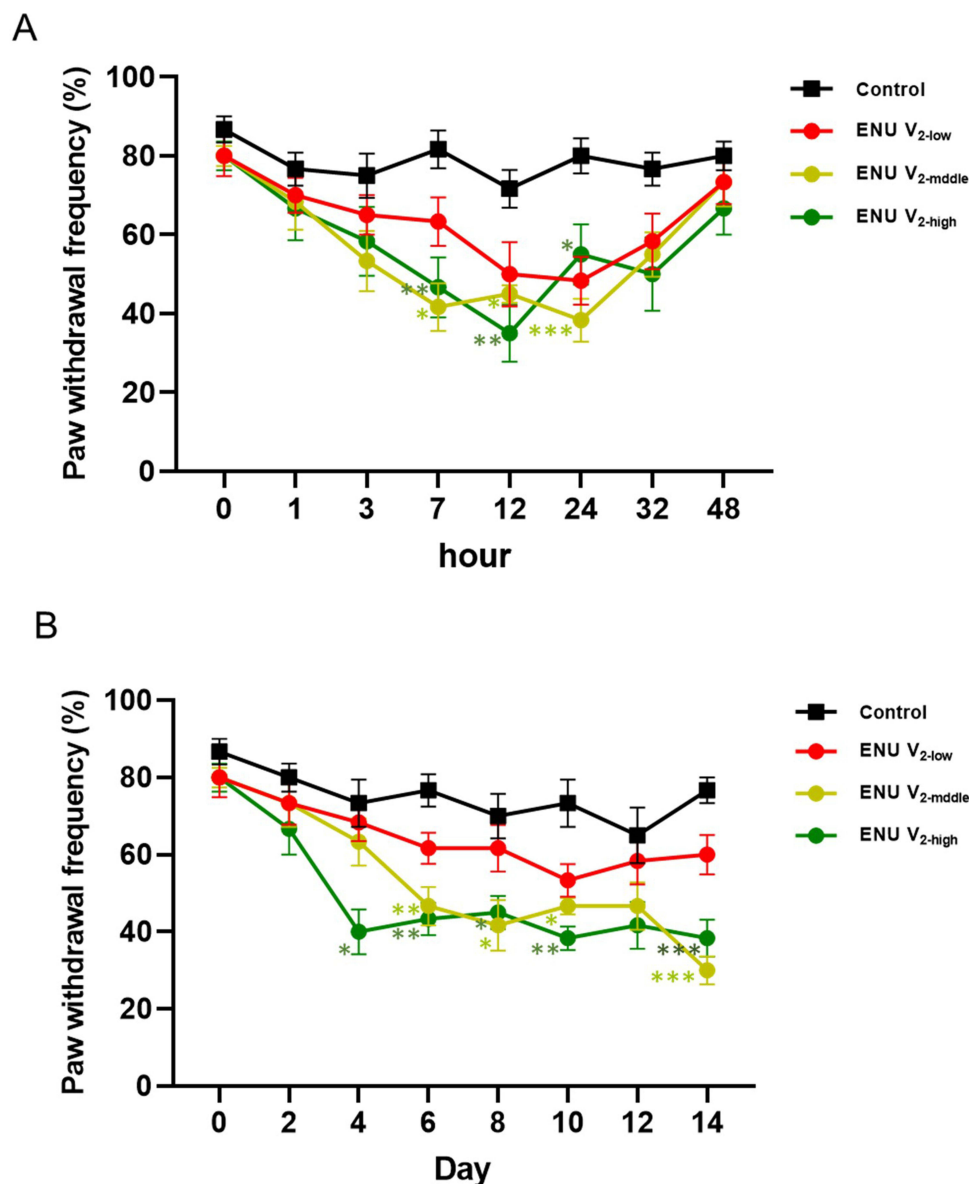 A
Paw withdrawal frequency (%)
100
80
60
40
20
0
Control
ENU V2-low
ENU V2-mddle
ENU V2-high
*
**
*
*
**
***
0 1 3 7 12 24 32 48
hour
B
Paw withdrawal frequency (%)
100
80
60
40
20
0
Control
ENU V2-low
ENU V2-mddle
ENU V2-high
*
**
**
*
*
*
**
***
***
0 2 4 6 8 10 12 14
Day